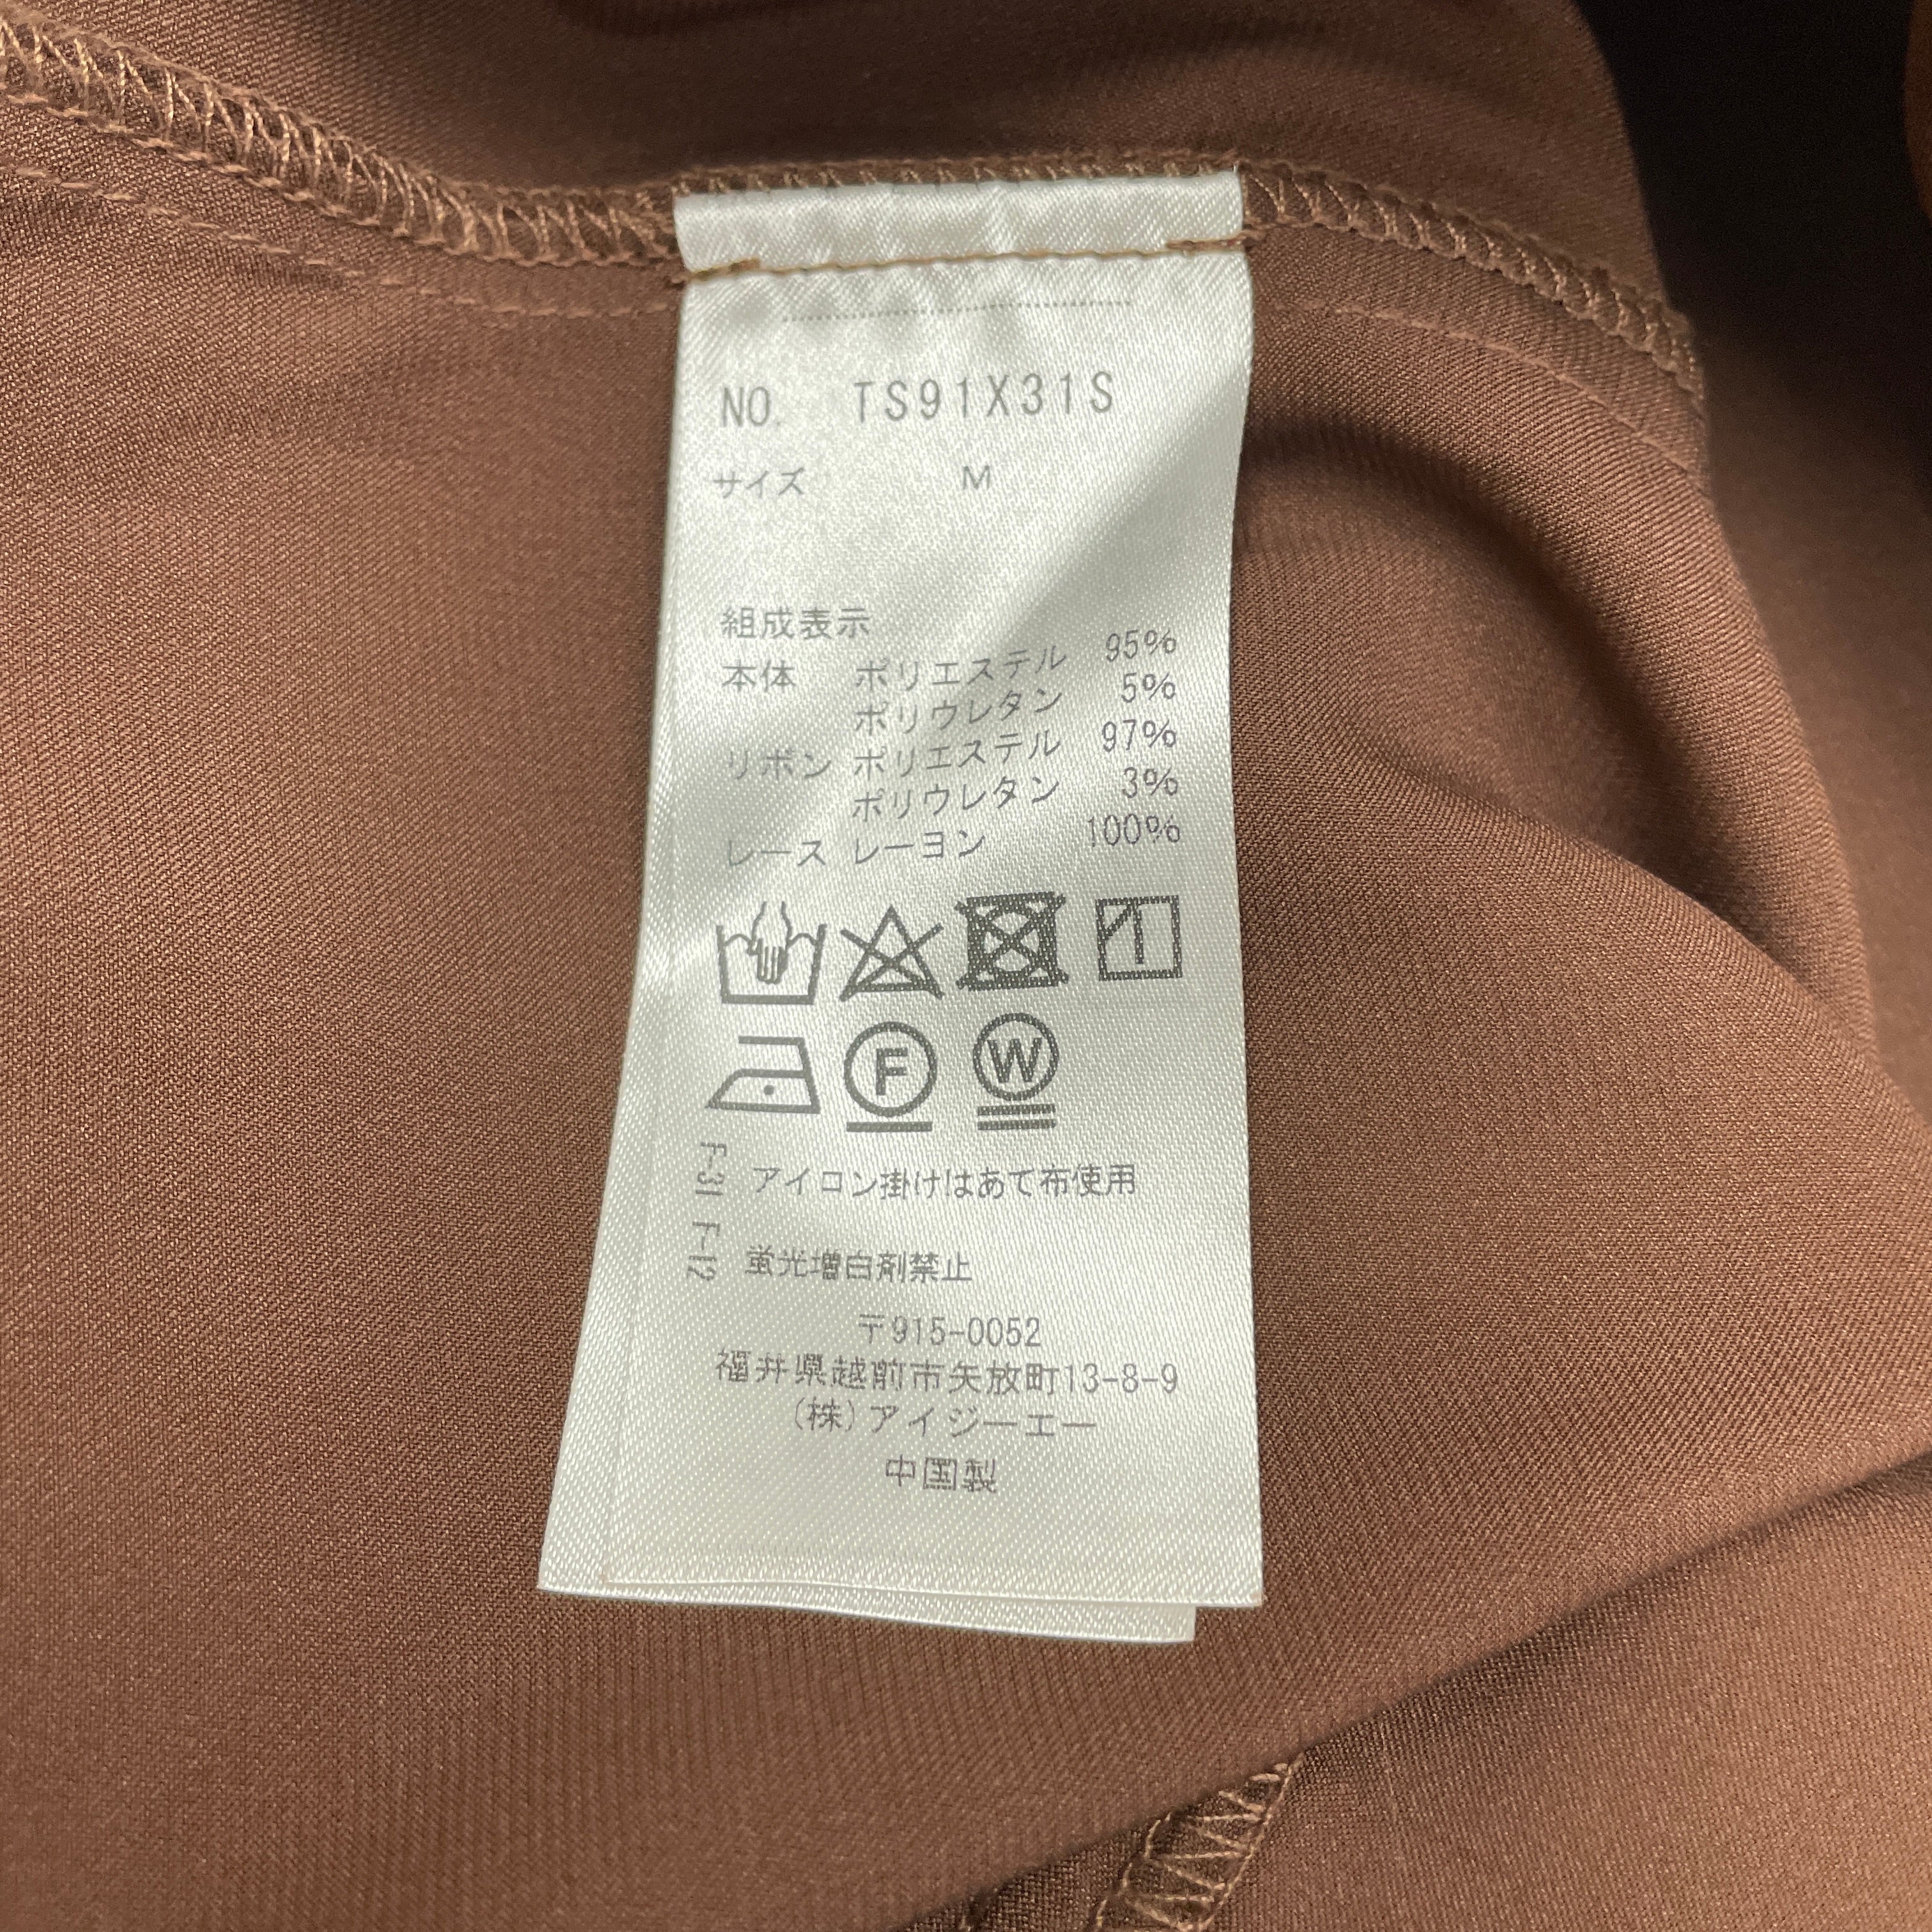 NO. TS91X31S
サイズ M
組成表示
本体 ポリエステル 95%
ポリウレタン 5%
リボン ポリエステル 97%
ポリウレタン 3%
レース レーヨン 100%
F
W
F-31 F-12
アイロン掛けはあて布使用
蛍光増白剤禁止
〒915-0052
福井県越前市矢放町13-8-9
(株)アイジーエー
中国製